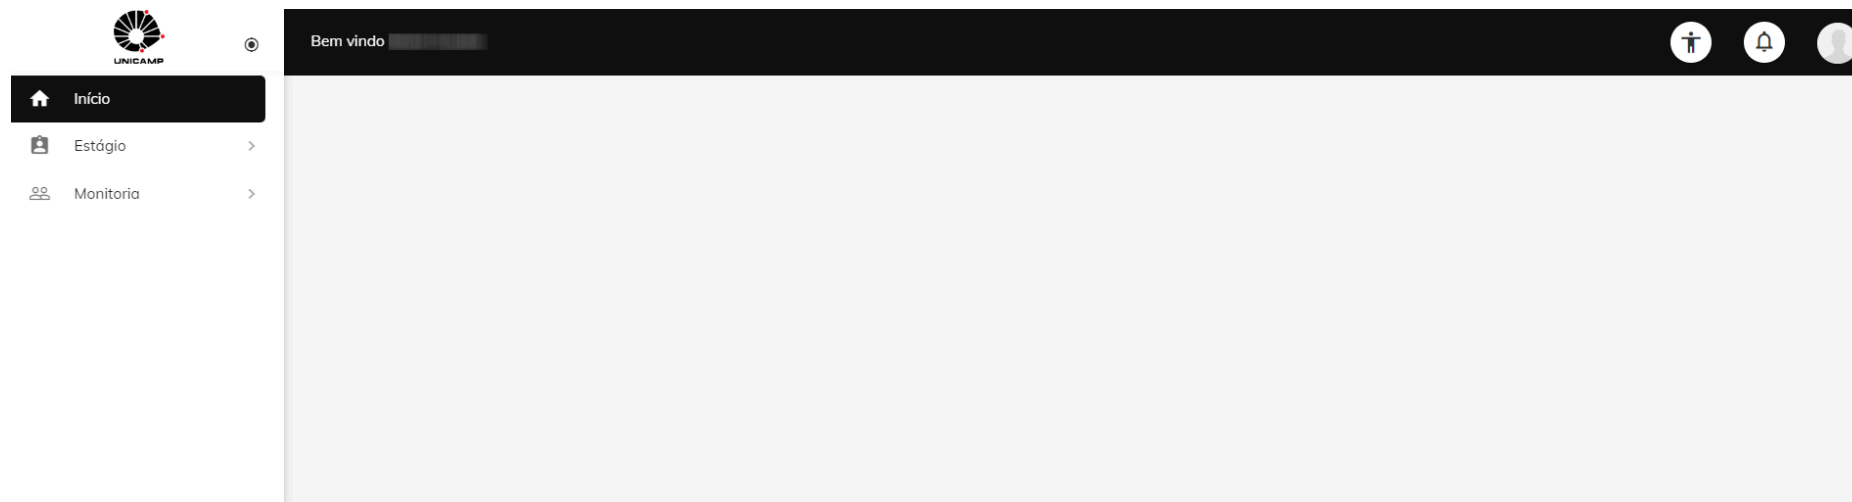 UNICAMP
Bem vindo
Início
Estágio
Monitoria